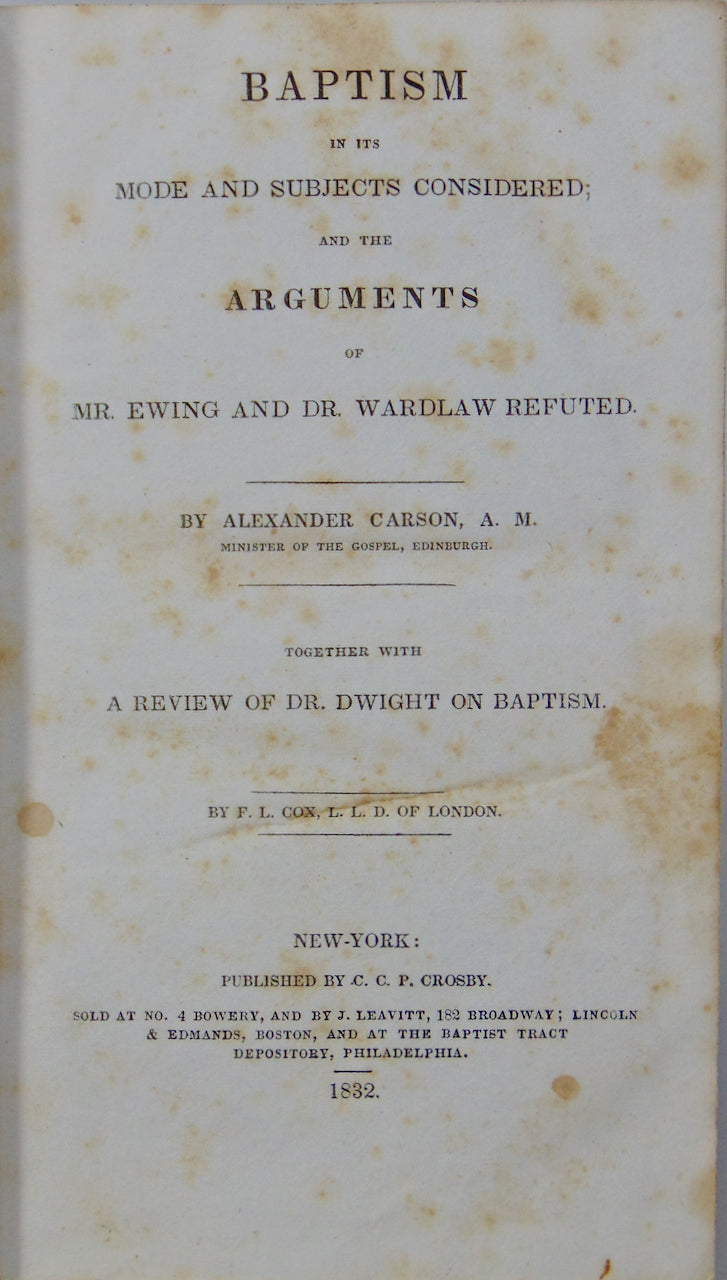 BAPTISM
IN ITS
MODE AND SUBJECTS CONSIDERED;
AND THE
ARGUMENTS
OF
MR. EWING AND DR. WARDLAW REFUTED.
BY ALEXANDER CARSON, A. M.
MINISTER OF THE GOSPEL, EDINBURGH.
TOGETHER WITH
A REVIEW OF DR. DWIGHT ON BAPTISM.
BY F. L. COX, L. L. D. OF LONDON.
NEW-YORK:
PUBLISHED BY C. C. P. CROSBY.
SOLD AT NO. 4 BOWERY, AND BY J. LEAVITT, 182 BROADWAY; LINCOLN
& EDMANDS, BOSTON, AND AT THE BAPTIST TRACT
DEPOSITORY, PHILADELPHIA.
1832.